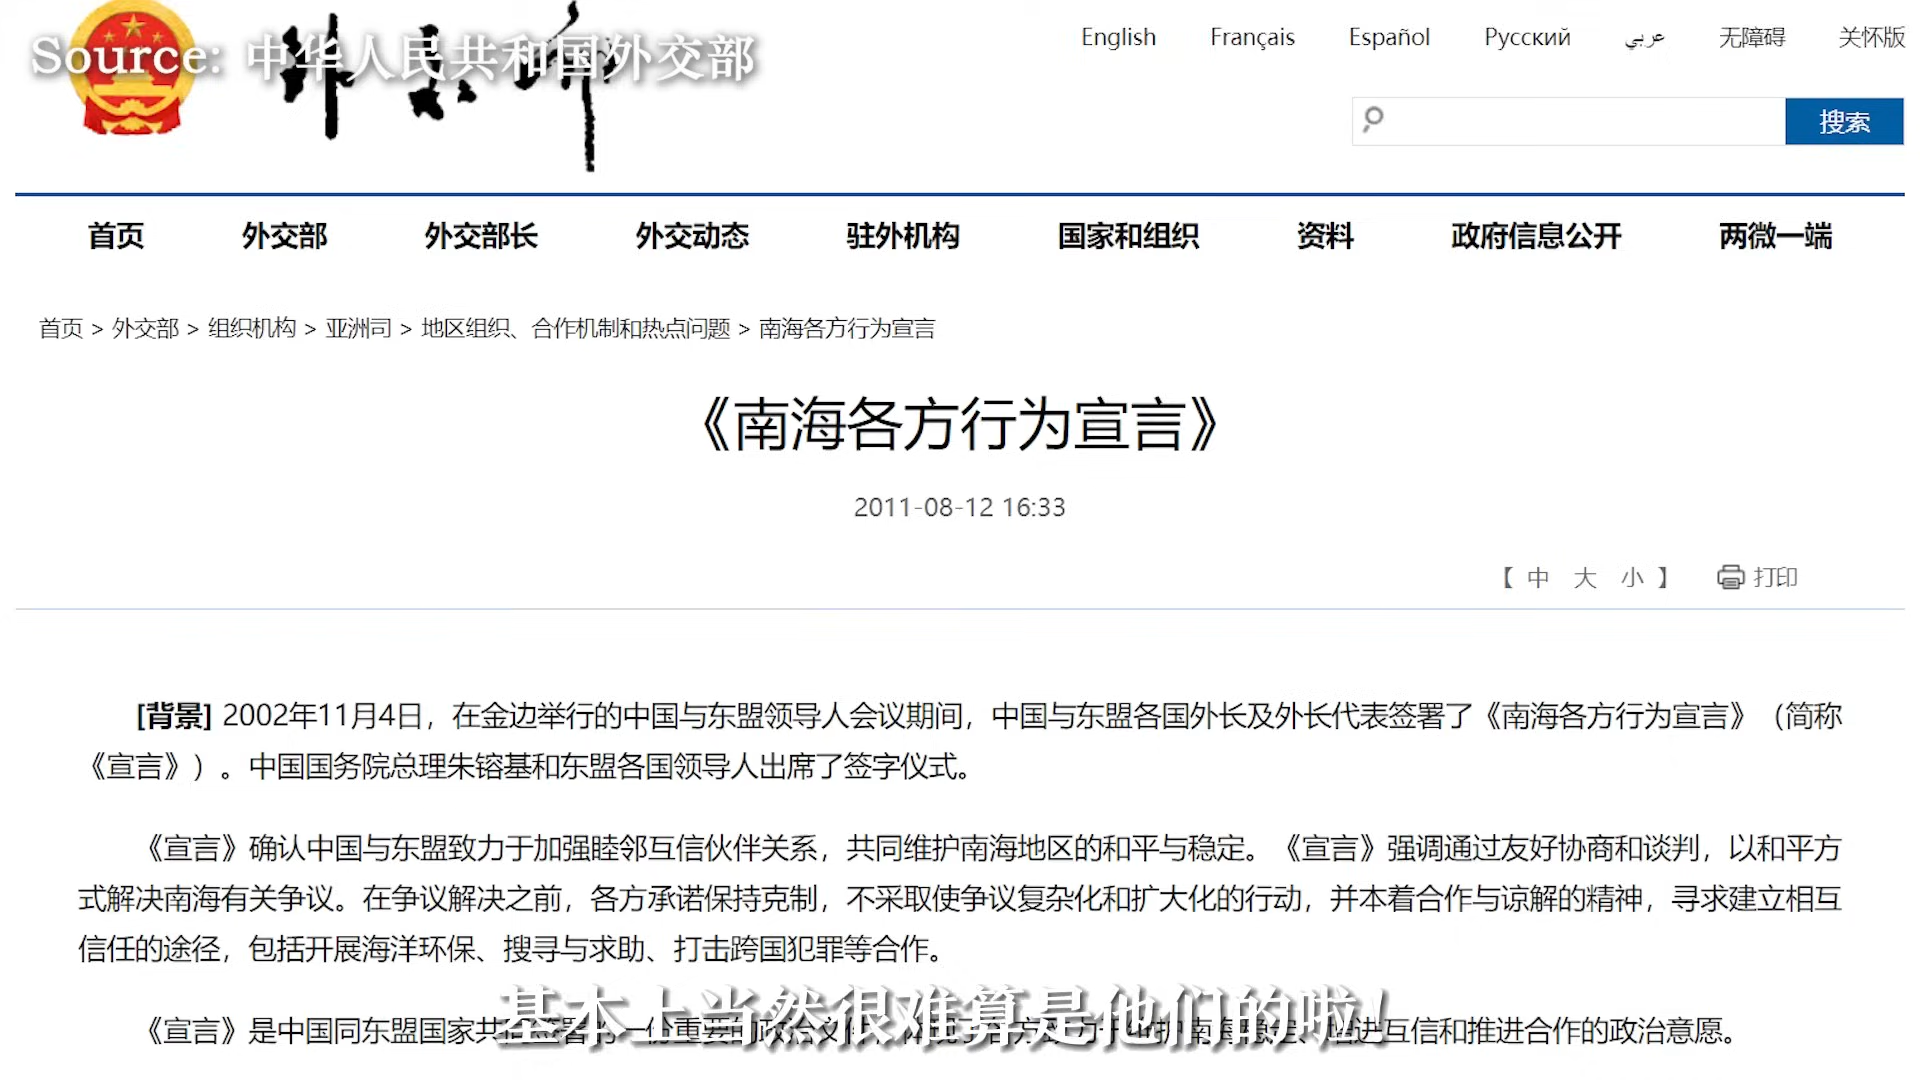 Source: 中华人民共和国外交部
外交部
English Français Español Русский عربي 无障碍 关怀版
搜索
首页 外交部 外交部长 外交动态 驻外机构 国家和组织 资料 政府信息公开 两微一端
首页 > 外交部 > 组织机构 > 亚洲司 > 地区组织、合作机制和热点问题 > 南海各方行为宣言
《南海各方行为宣言》
2011-08-12 16:33
【 中 大 小 】 打印
[背景] 2002年11月4日，在金边举行的中国与东盟领导人会议期间，中国与东盟各国外长及外长代表签署了《南海各方行为宣言》（简称
《宣言》）。中国国务院总理朱镕基和东盟各国领导人出席了签字仪式。
《宣言》确认中国与东盟致力于加强睦邻互信伙伴关系，共同维护南海地区的和平与稳定。《宣言》强调通过友好协商和谈判，以和平方
式解决南海有关争议。在争议解决之前，各方承诺保持克制，不采取使争议复杂化和扩大化的行动，并本着合作与谅解的精神，寻求建立相互
信任的途径，包括开展海洋环保、搜寻与求助、打击跨国犯罪等合作。
《宣言》是中国同东盟国家共 互信和推进合作的政治意愿。
基本上当然很难算是他们的啦！